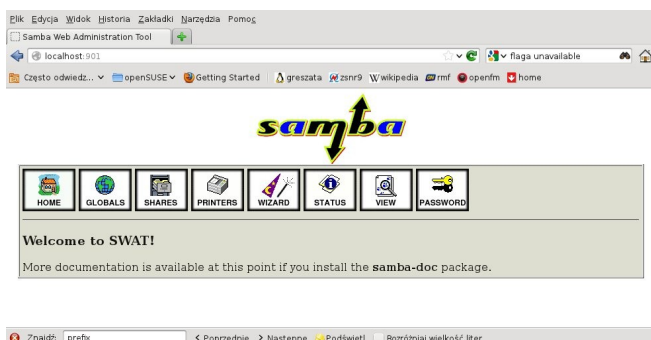 Plik Edycja Widok Historia Zakładki Narzędzia Pomoc
Samba Web Administration Tool
localhost:901
flaga unavailable
Często odwiedz...
openSUSE
Getting Started
greszata
zsnr9
wikipedia
rmf
openfm
home
samba
HOME
GLOBALS
SHARES
PRINTERS
WIZARD
STATUS
VIEW
PASSWORD
Welcome to SWAT!
More documentation is available at this point if you install the samba-doc package.
Znajdź: prefix Poprzednie Następne Podświetl Rozróżniaj wielkość liter